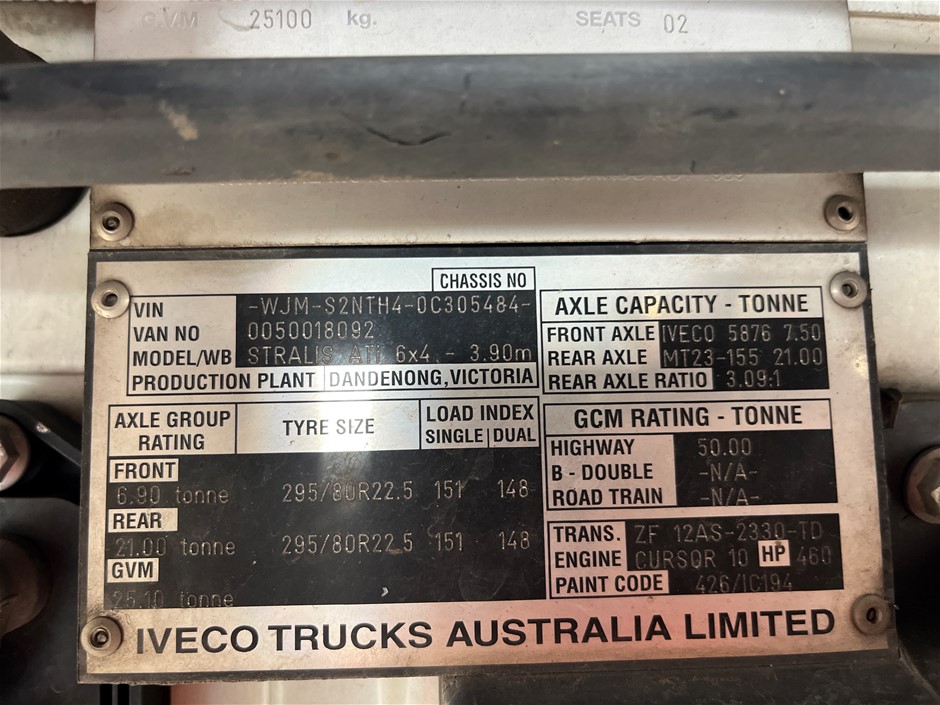 G.V.M 25100 kg. SEATS 02
CHASSIS NO
VIN -WJM-S2NTH4-0C305484-
VAN NO 0050018092
MODEL/WB STRALIS ATi 6x4 - 3.90m
PRODUCTION PLANT DANDENONG, VICTORIA
AXLE CAPACITY - TONNE
FRONT AXLE IVECO 5876 7.50
REAR AXLE MT23-155 21.00
REAR AXLE RATIO 3.09:1
AXLE GROUP RATING TYRE SIZE LOAD INDEX
SINGLE DUAL
FRONT
6.90 tonne 295/80R22.5 151 148
REAR
21.00 tonne 295/80R22.5 151 148
GVM
25.10 tonne
GCM RATING - TONNE
HIGHWAY 50.00
B - DOUBLE -N/A-
ROAD TRAIN -N/A-
TRANS. ZF 12AS-2330-TD
ENGINE CURSOR 10 HP 460
PAINT CODE 426/IC194
IVECO TRUCKS AUSTRALIA LIMITED